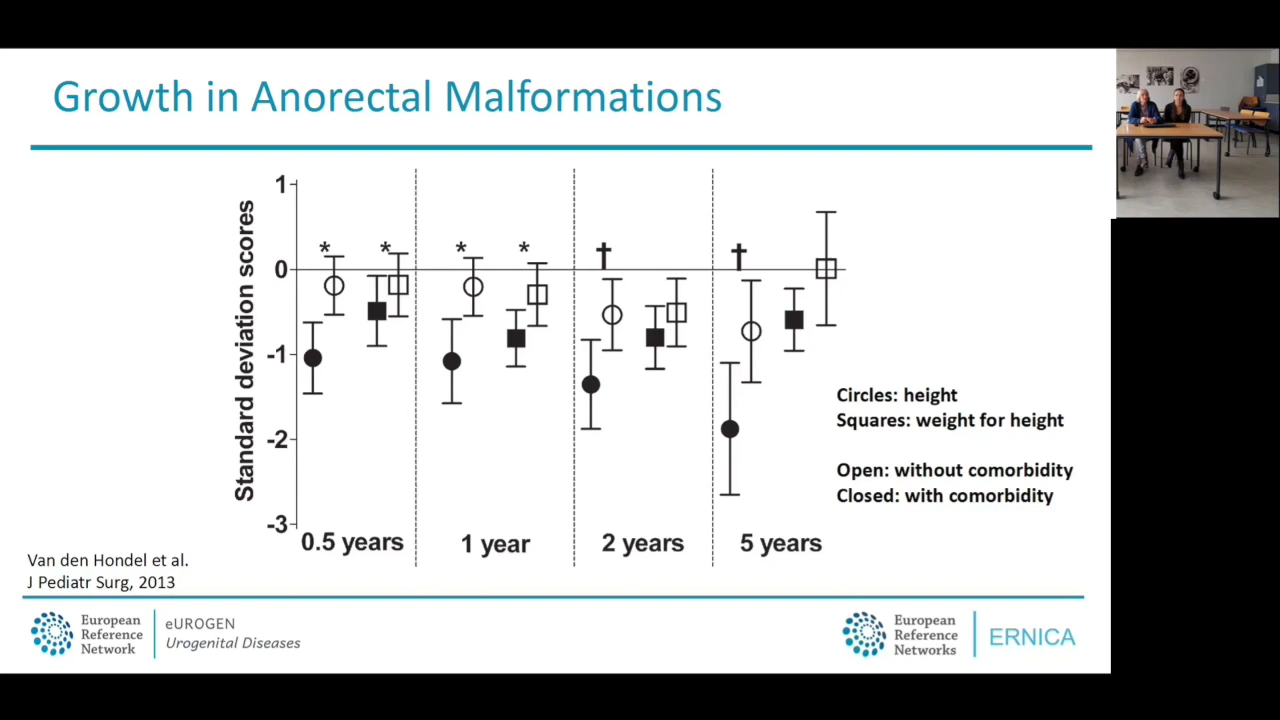 Growth in Anorectal Malformations
Standard deviation scores
1
0
-1
-2
-3
* * * * † †
0.5 years 1 year 2 years 5 years
Circles: height
Squares: weight for height
Open: without comorbidity
Closed: with comorbidity
Van den Hondel et al.
J Pediatr Surg, 2013
European
Reference
Network
eUROGEN
Urogenital Diseases
European
Reference
Networks
ERNICA